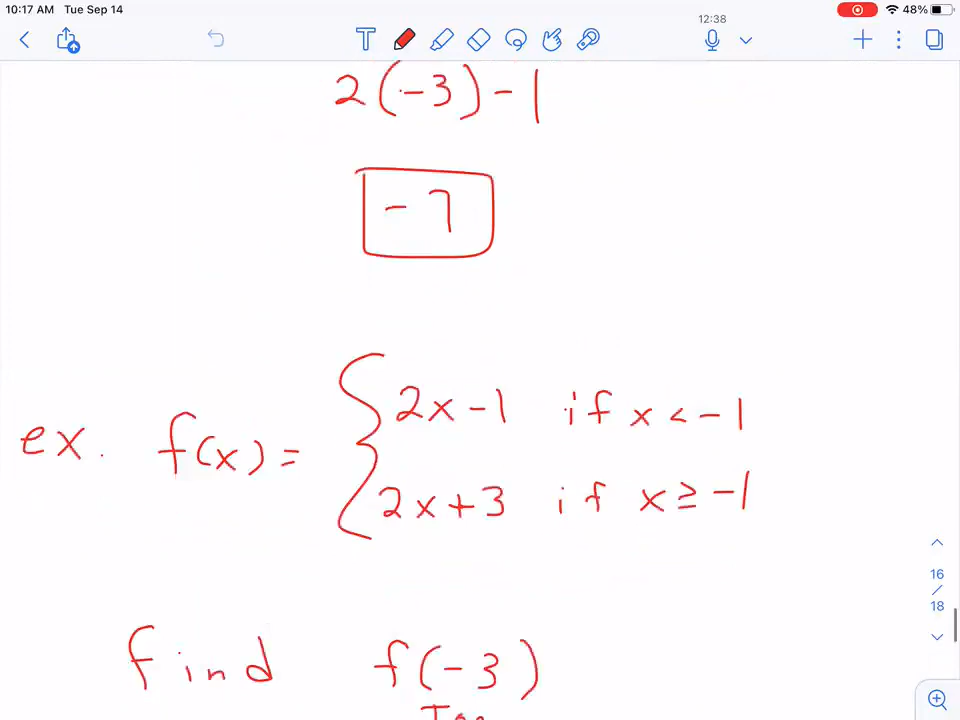 10:17 AM Tue Sep 14
48%
12:38
T
2(-3)-1
-7
ex. f(x) = { 2x-1 if x < -1
2x+3 if x ≥ -1
16
/
18
find f(-3)